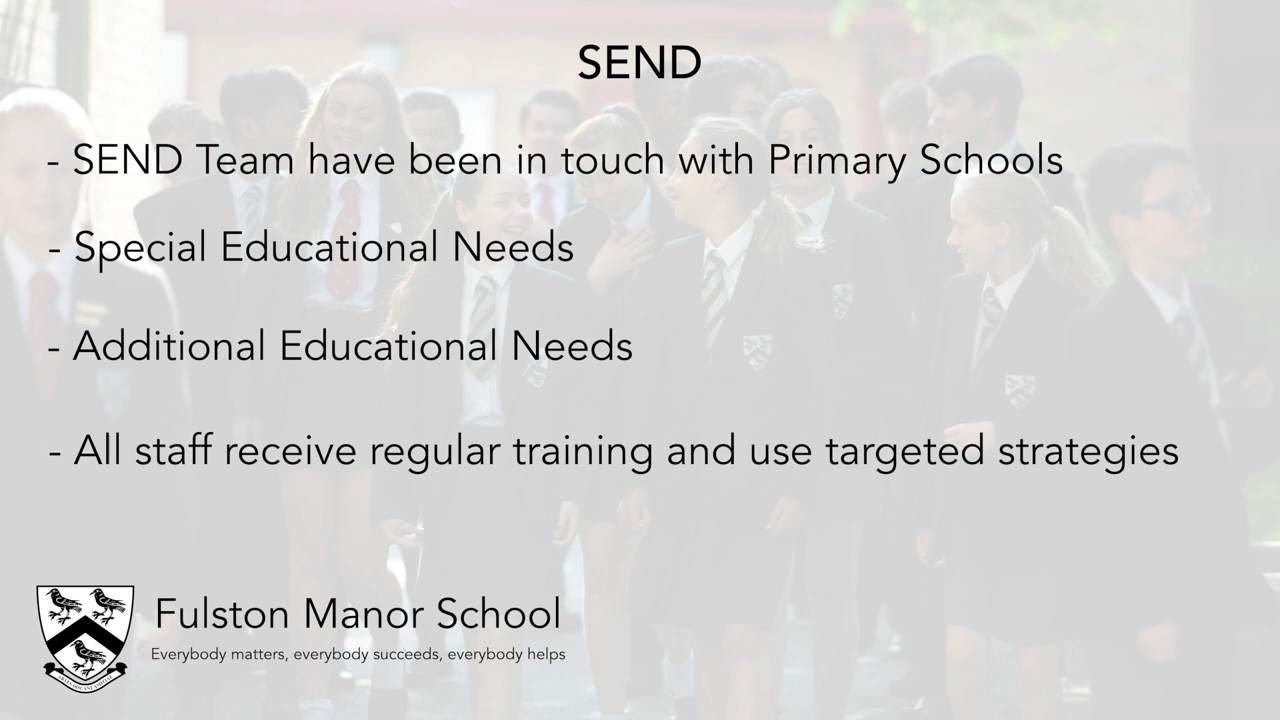 SEND
- SEND Team have been in touch with Primary Schools
- Special Educational Needs
- Additional Educational Needs
- All staff receive regular training and use targeted strategies
Fulston Manor School
Everybody matters, everybody succeeds, everybody helps